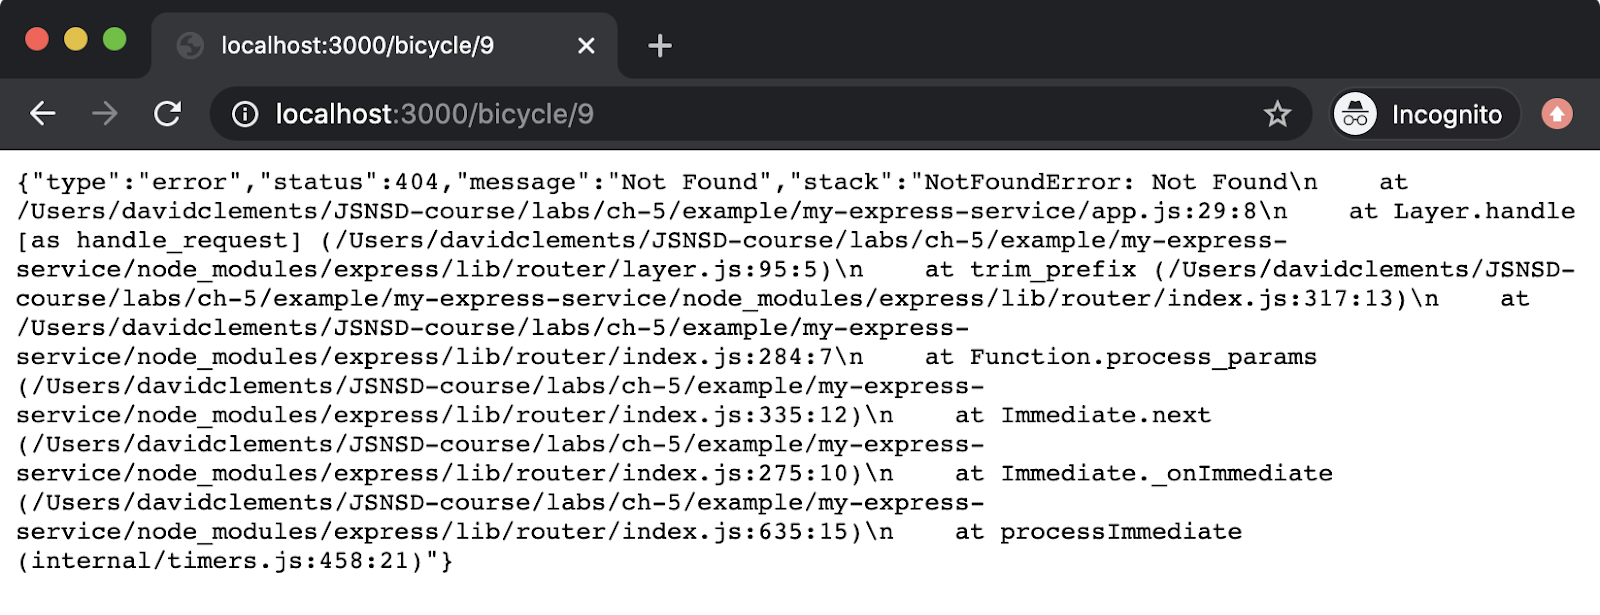 localhost:3000/bicycle/9
localhost:3000/bicycle/9
Incognito
{"type":"error","status":404,"message":"Not Found","stack":"NotFoundError: Not Found\n    at
/Users/davidclements/JSNSD-course/labs/ch-5/example/my-express-service/app.js:29:8\n    at Layer.handle
[as handle_request] (/Users/davidclements/JSNSD-course/labs/ch-5/example/my-express-
service/node_modules/express/lib/router/layer.js:95:5)\n    at trim_prefix (/Users/davidclements/JSNSD-
course/labs/ch-5/example/my-express-service/node_modules/express/lib/router/index.js:317:13)\n    at
/Users/davidclements/JSNSD-course/labs/ch-5/example/my-express-
service/node_modules/express/lib/router/index.js:284:7\n    at Function.process_params
(/Users/davidclements/JSNSD-course/labs/ch-5/example/my-express-
service/node_modules/express/lib/router/index.js:335:12)\n    at Immediate.next
(/Users/davidclements/JSNSD-course/labs/ch-5/example/my-express-
service/node_modules/express/lib/router/index.js:275:10)\n    at Immediate._onImmediate
(/Users/davidclements/JSNSD-course/labs/ch-5/example/my-express-
service/node_modules/express/lib/router/index.js:635:15)\n    at processImmediate
(internal/timers.js:458:21)"}